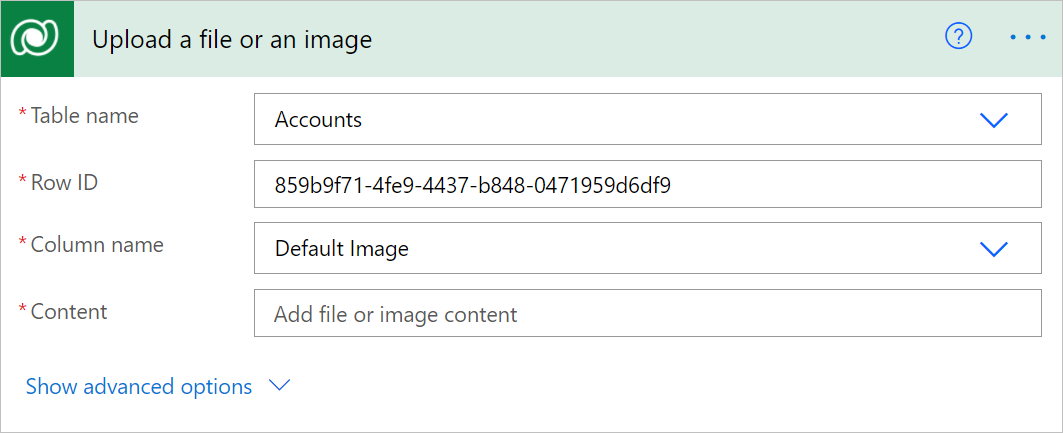 Upload a file or an image
* Table name Accounts
* Row ID 859b9f71-4fe9-4437-b848-0471959d6df9
* Column name Default Image
* Content Add file or image content
Show advanced options